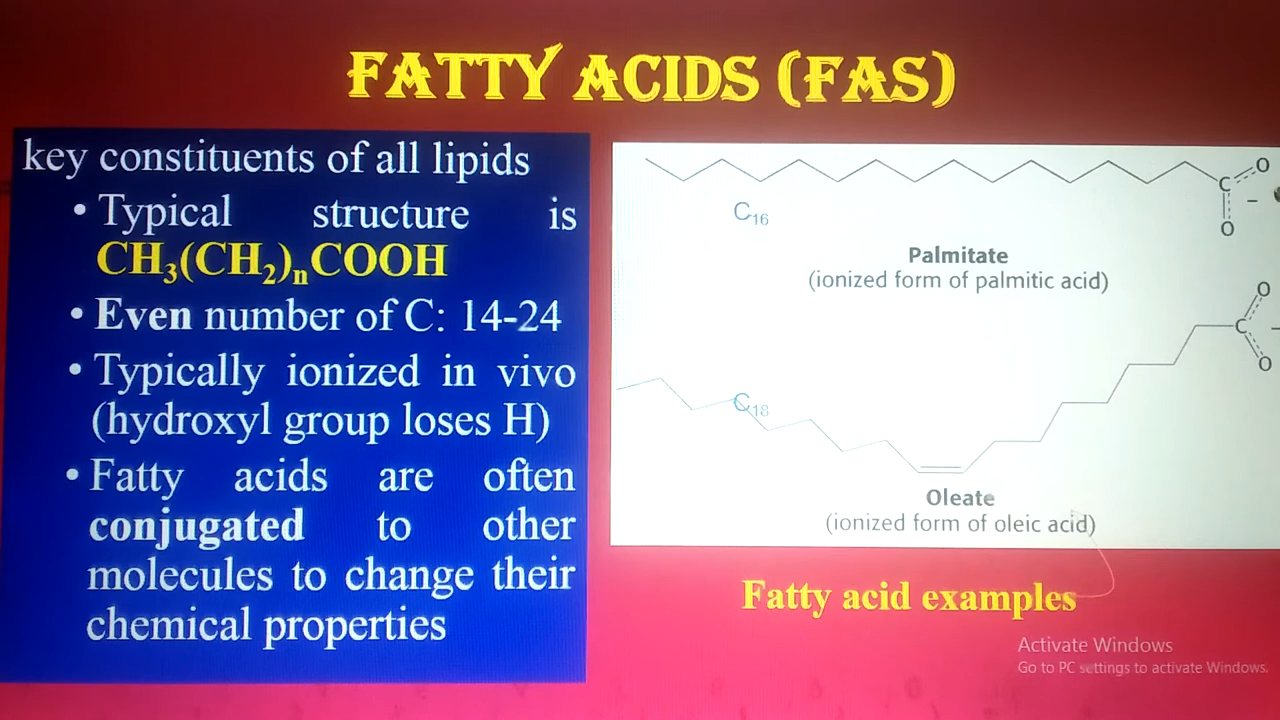 FATTY ACIDS (FAS)
key constituents of all lipids
• Typical structure is
CH₃(CH₂)ₙCOOH
• Even number of C: 14-24
• Typically ionized in vivo
(hydroxyl group loses H)
• Fatty acids are often
conjugated to other
molecules to change their
chemical properties
C O
O
–
C₁₆
Palmitate
(ionized form of palmitic acid)
O
C
O
–
C₁₈
Oleate
(ionized form of oleic acid)
Fatty acid examples
Activate Windows
Go to PC settings to activate Windows.